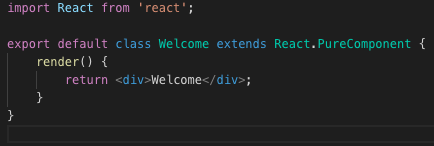 import React from 'react';

export default class Welcome extends React.PureComponent {
    render() {
        return <div>Welcome</div>;
    }
}